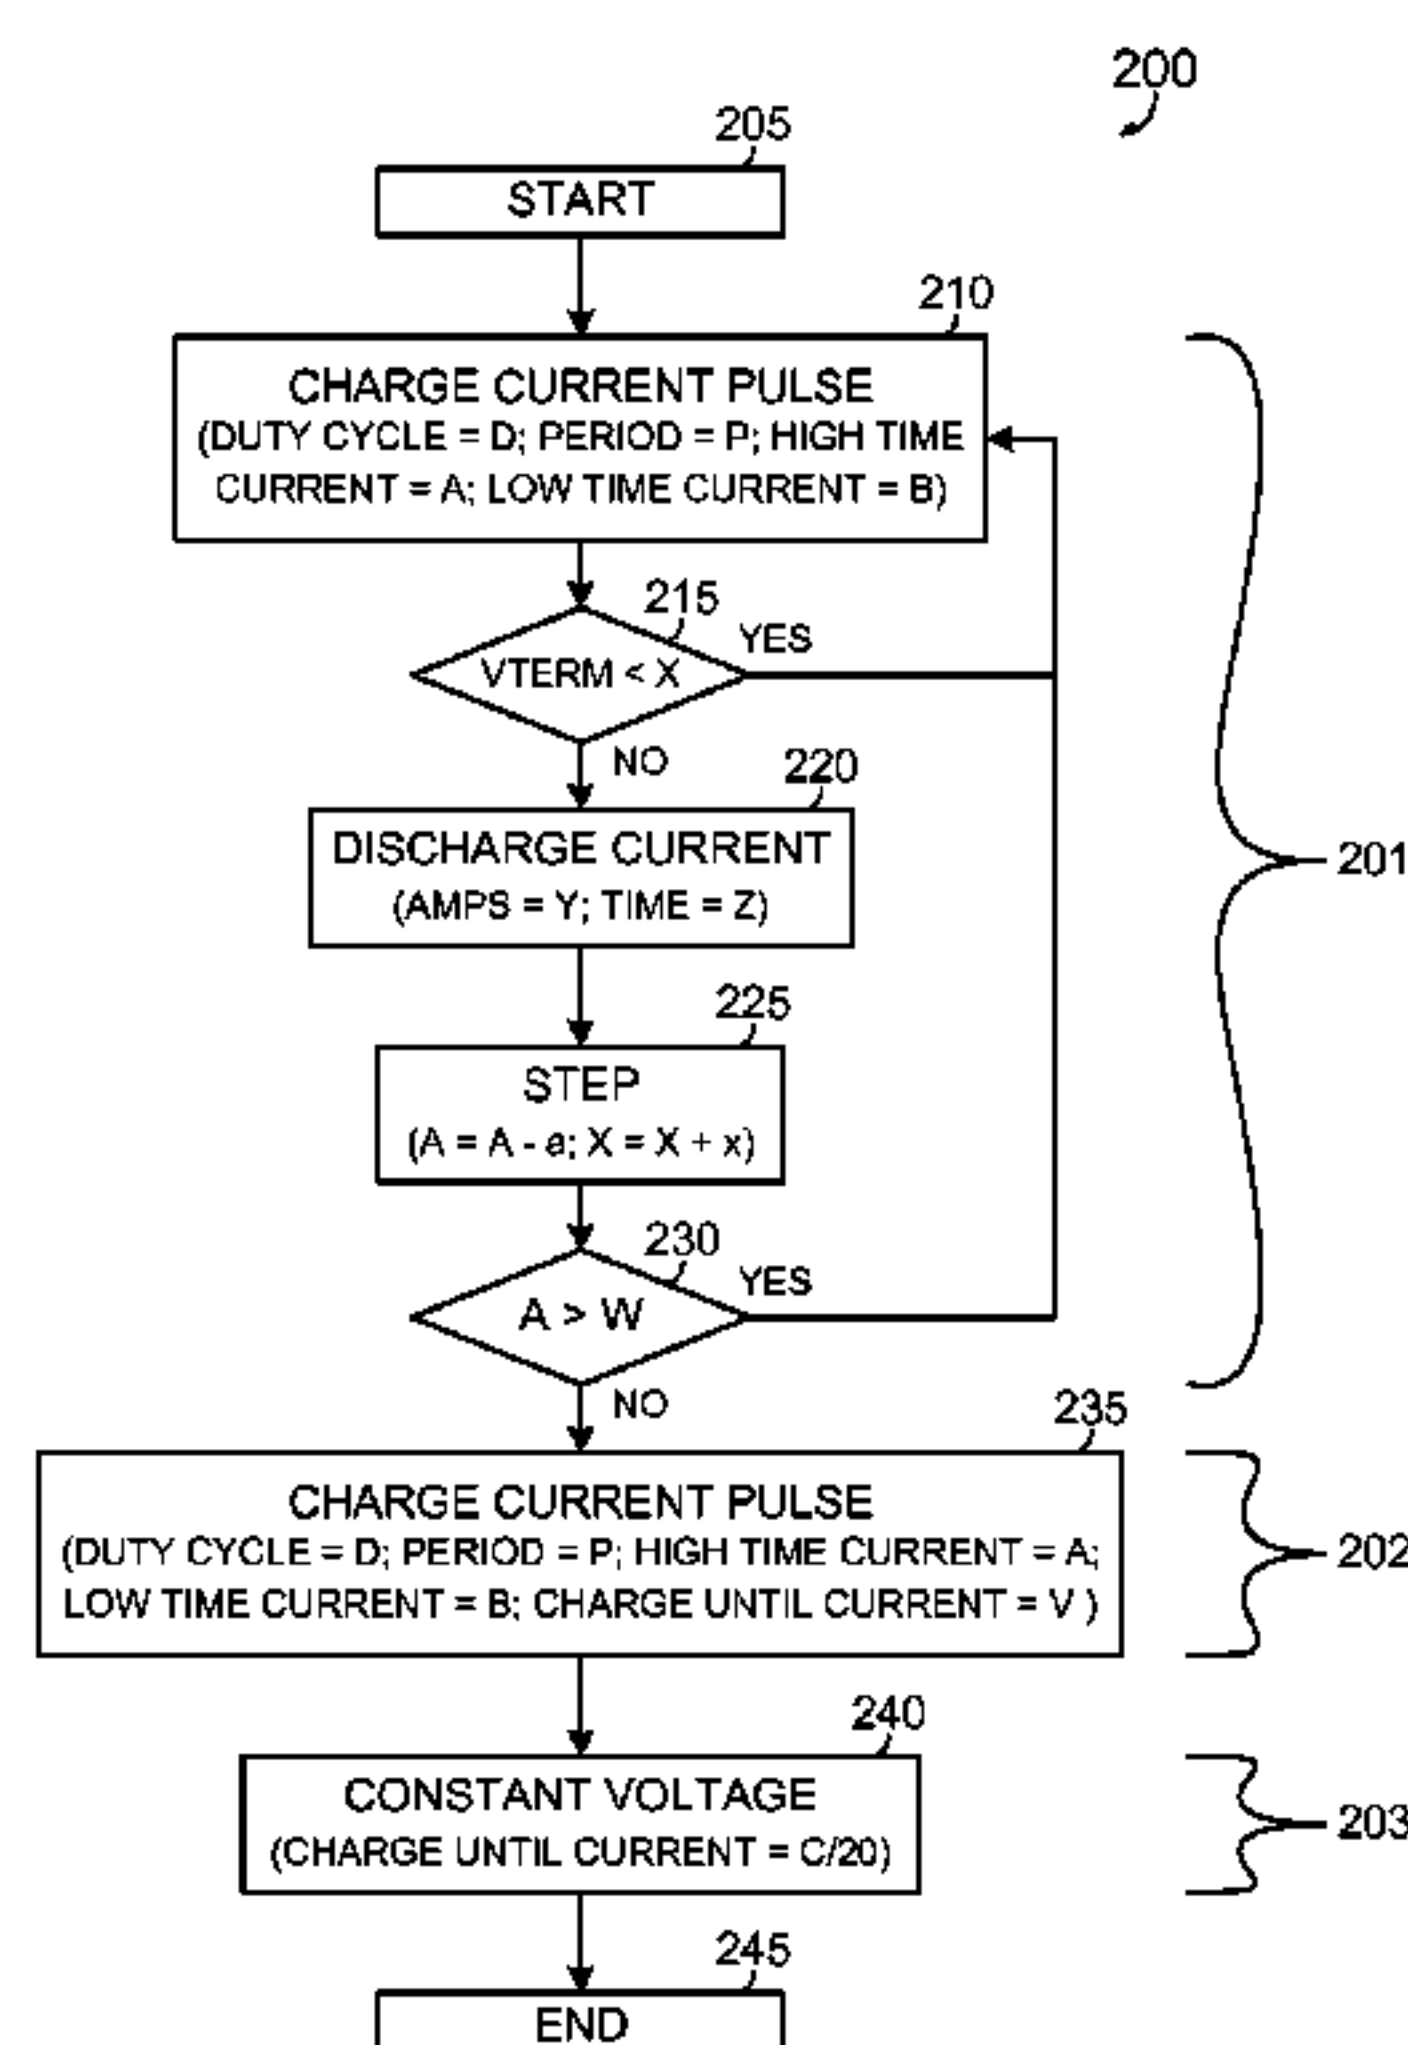 200
205
START
210
CHARGE CURRENT PULSE
(DUTY CYCLE = D; PERIOD = P; HIGH TIME
CURRENT = A; LOW TIME CURRENT = B)
215
YES
VTERM < X
NO
220
DISCHARGE CURRENT
(AMPS = Y; TIME = Z)
201
225
STEP
(A = A - a; X = X + x)
230
YES
A > W
NO
235
CHARGE CURRENT PULSE
(DUTY CYCLE = D; PERIOD = P; HIGH TIME CURRENT = A;
LOW TIME CURRENT = B; CHARGE UNTIL CURRENT = V )
202
240
CONSTANT VOLTAGE
(CHARGE UNTIL CURRENT = C/20)
203
245
END